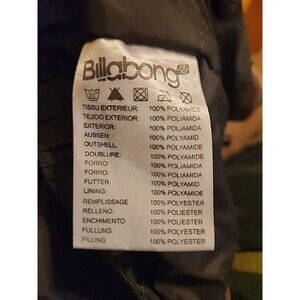 Billabong
TISSU EXTERIEUR: 100% POLYAMIDE
TEJIDO EXTERIOR: 100% POLIAMIDA
EXTERIOR: 100% POLIAMIDA
AUSSEN: 100% POLYAMID
OUTSHELL: 100% POLYAMIDE
DOUBLURE: 100% POLYAMIDE
FORRO: 100% POLIAMIDA
FORRO: 100% POLIAMIDA
FUTTER: 100% POLYAMID
LINING: 100% POLYAMIDE
REMPLISSAGE 100% POLYESTER
RELLENO: 100% POLIESTER
ENCHIMENTO 100% POLIESTER
FULLUNG 100% POLYESTER
FILLING: 100% POLYESTER